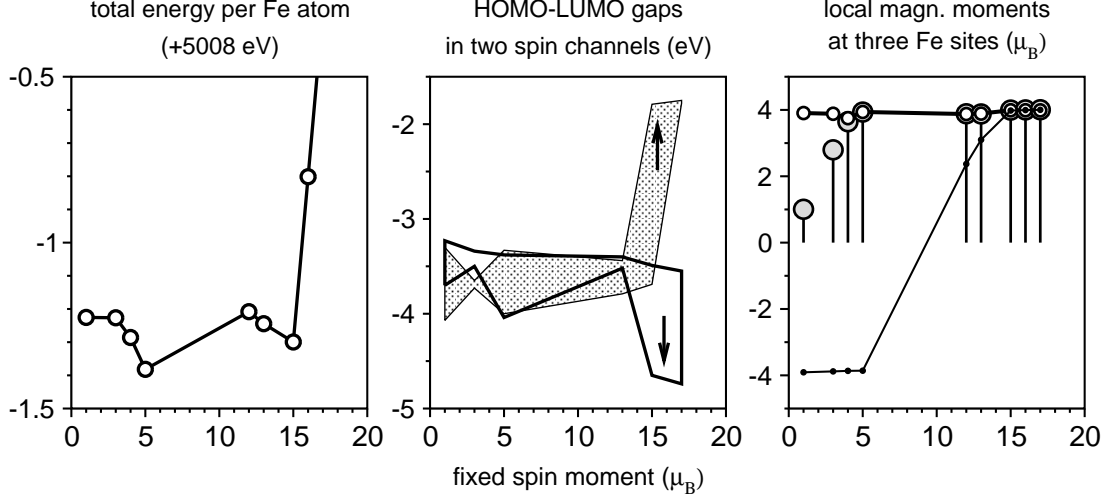 total energy per Fe atom
(+5008 eV)
HOMO-LUMO gaps
in two spin channels (eV)
local magn. moments
at three Fe sites (μB)
-0.5
-1
-1.5
0 5 10 15 20
-2
-3
-4
-5
0 5 10 15 20
4
2
0
-2
-4
0 5 10 15 20
fixed spin moment (μB)